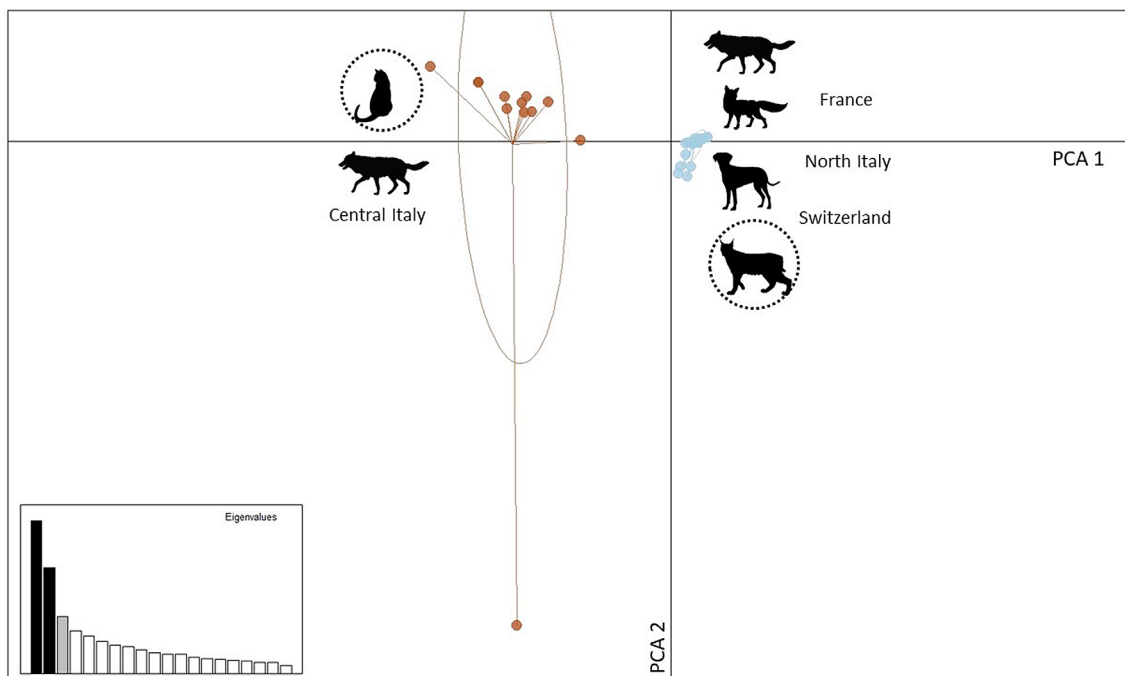 France
North Italy
PCA 1
Central Italy
Switzerland
Eigenvalues
PCA 2